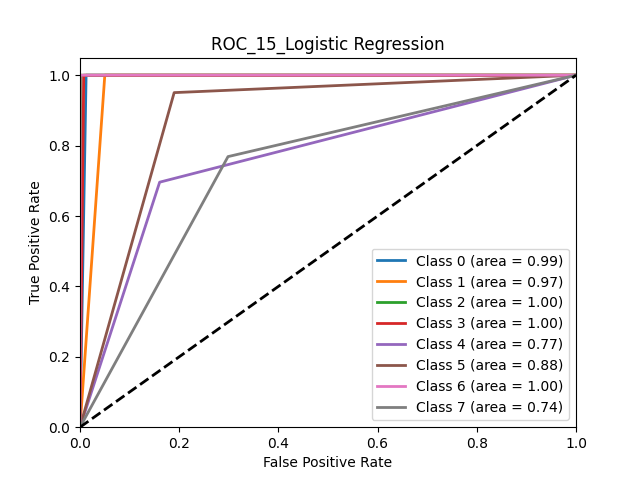 ROC_15_Logistic Regression
True Positive Rate
1.0
0.8
0.6
0.4
0.2
0.0
Class 0 (area = 0.99)
Class 1 (area = 0.97)
Class 2 (area = 1.00)
Class 3 (area = 1.00)
Class 4 (area = 0.77)
Class 5 (area = 0.88)
Class 6 (area = 1.00)
Class 7 (area = 0.74)
0.0 0.2 0.4 0.6 0.8 1.0
False Positive Rate